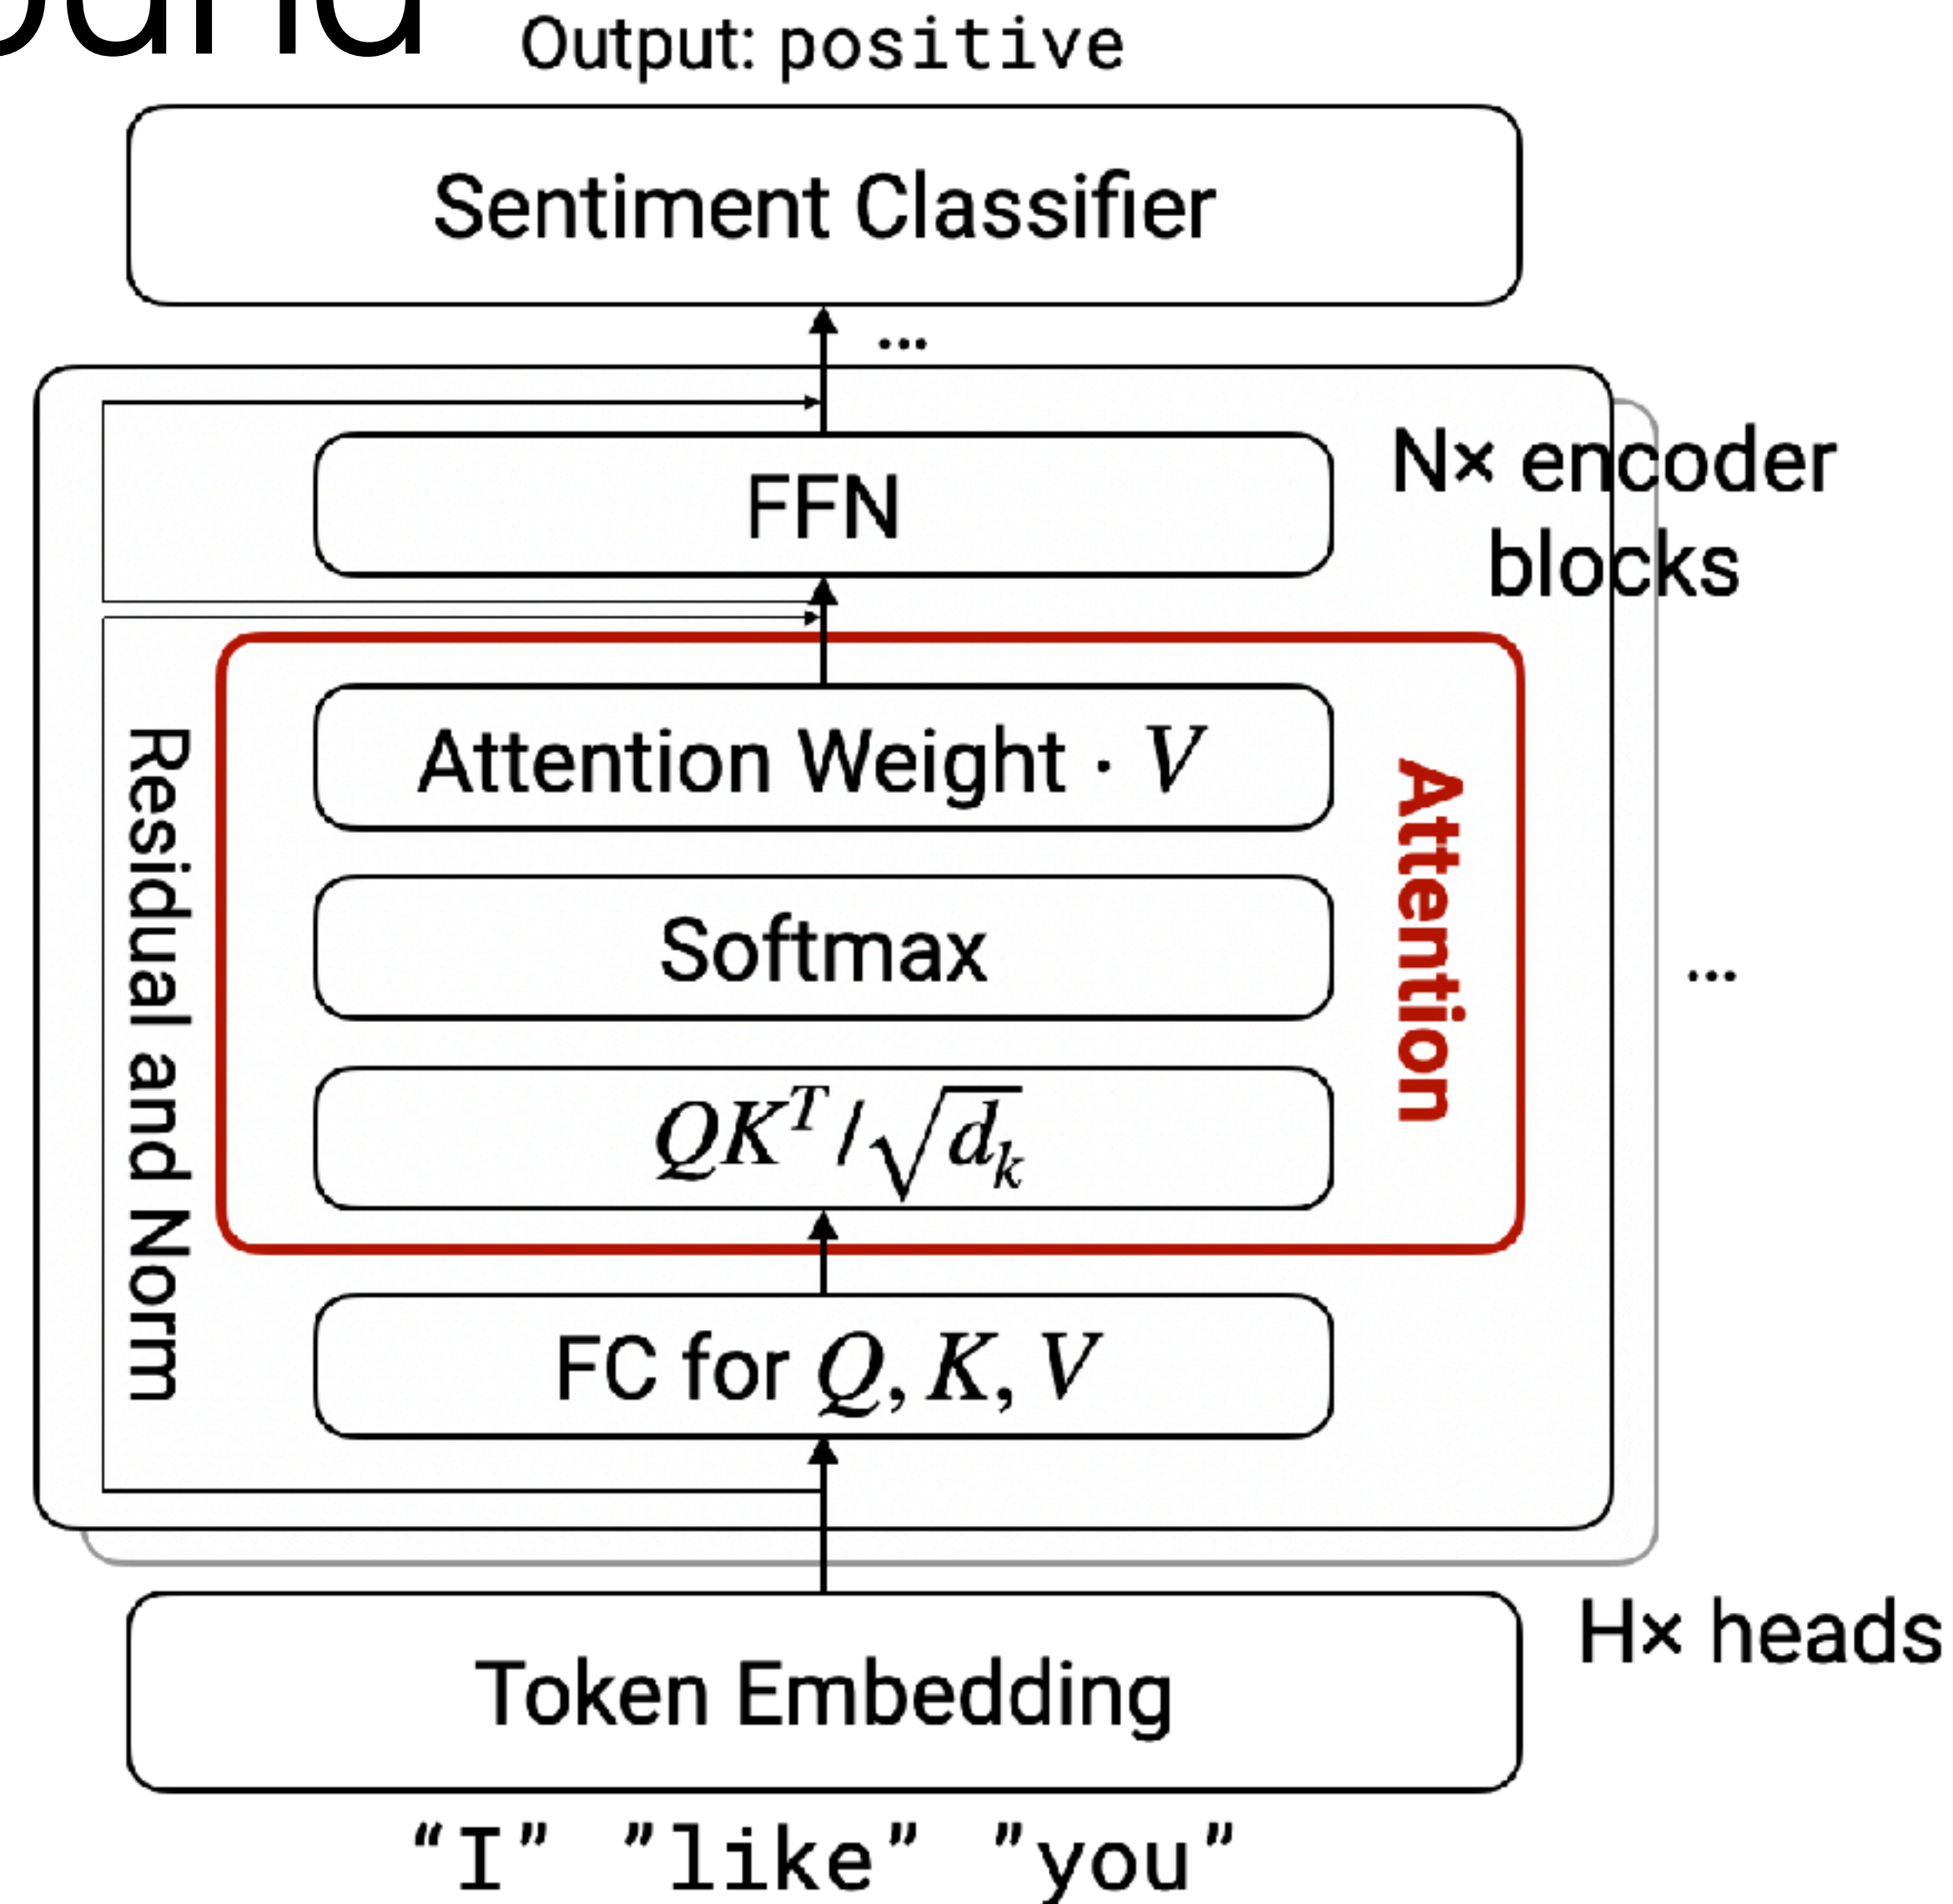 Output: positive
Sentiment Classifier
...
FFN
N× encoder
blocks
Attention Weight · V
Softmax
QK^T/√d_k
Attention
Residual and Norm
...
FC for Q, K, V
H× heads
Token Embedding
“I” ”like” ”you”